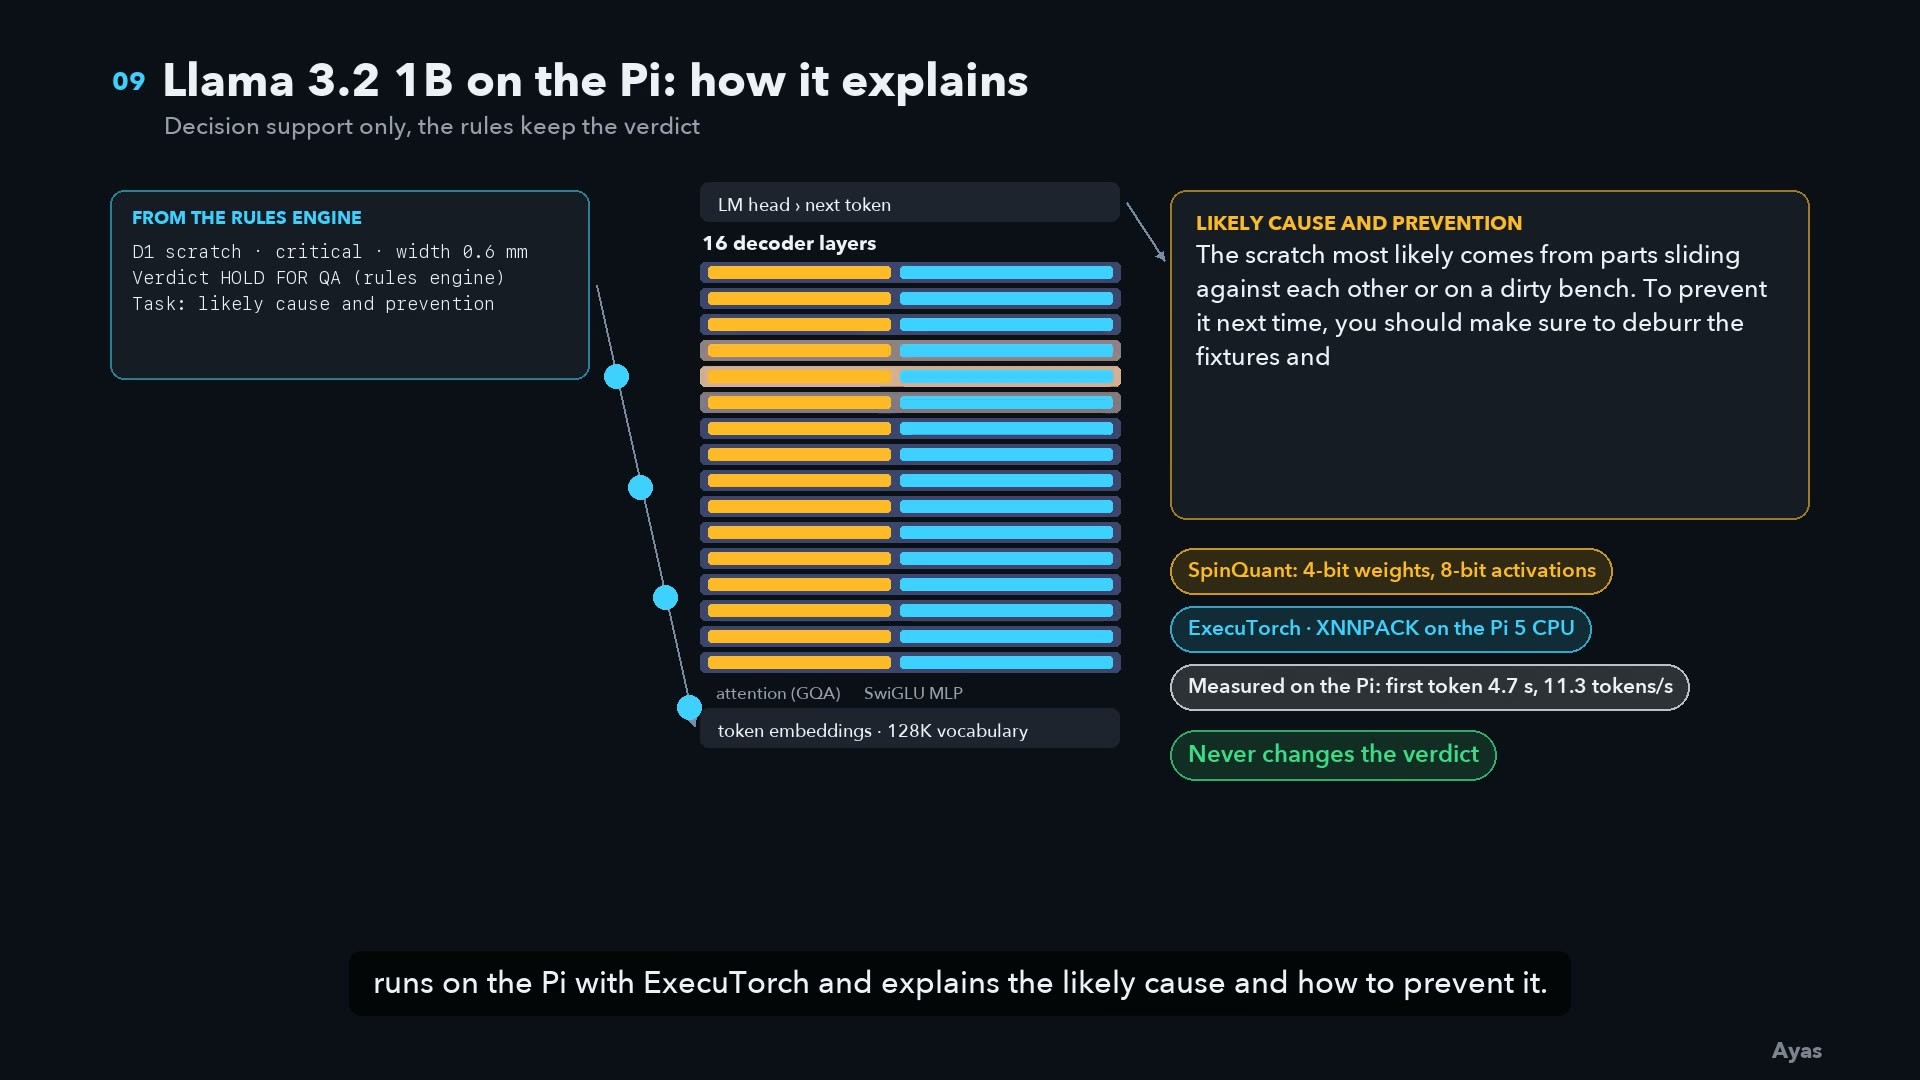 09 Llama 3.2 1B on the Pi: how it explains
Decision support only, the rules keep the verdict
FROM THE RULES ENGINE
D1 scratch · critical · width 0.6 mm
Verdict HOLD FOR QA (rules engine)
Task: likely cause and prevention
LM head › next token
16 decoder layers
attention (GQA) SwiGLU MLP
token embeddings · 128K vocabulary
LIKELY CAUSE AND PREVENTION
The scratch most likely comes from parts sliding
against each other or on a dirty bench. To prevent
it next time, you should make sure to deburr the
fixtures and
SpinQuant: 4-bit weights, 8-bit activations
ExecuTorch · XNNPACK on the Pi 5 CPU
Measured on the Pi: first token 4.7 s, 11.3 tokens/s
Never changes the verdict
runs on the Pi with ExecuTorch and explains the likely cause and how to prevent it.
Ayas